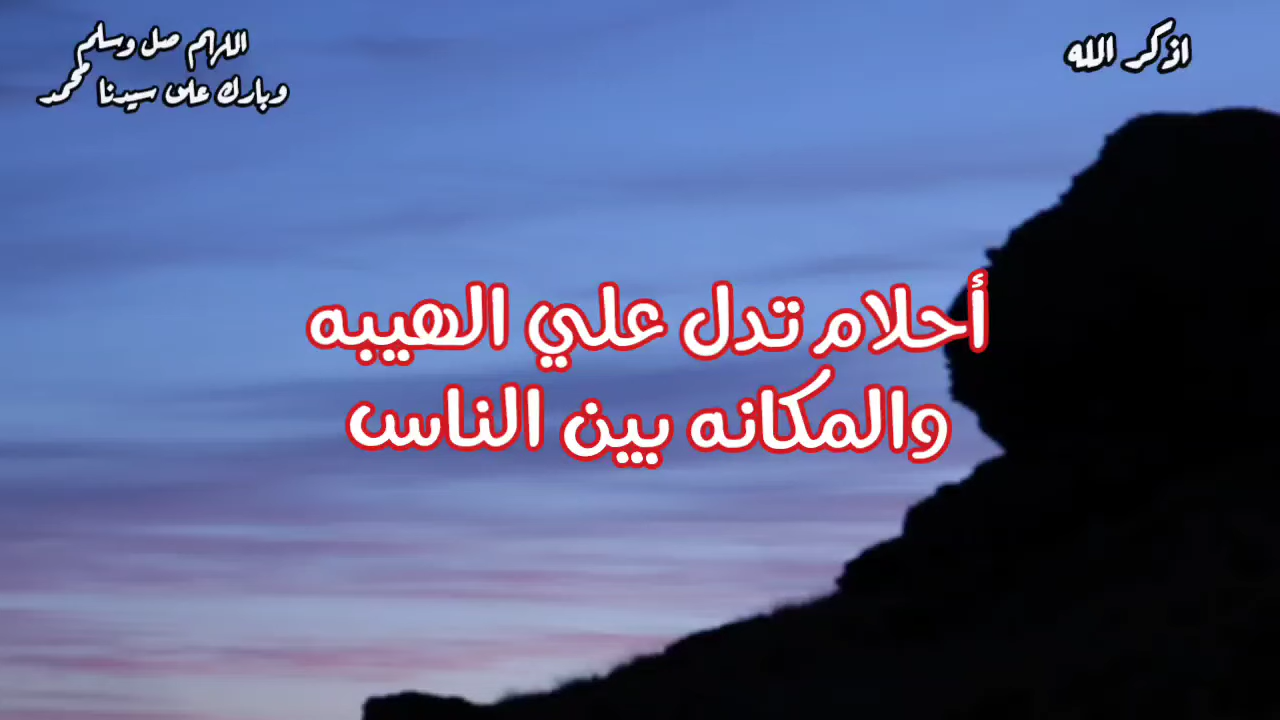 اذكر الله
اللهم صل وسلم
وبارك على سيدنا محمد
أحلام تدل علي الهيبه
والمكانه بين الناس